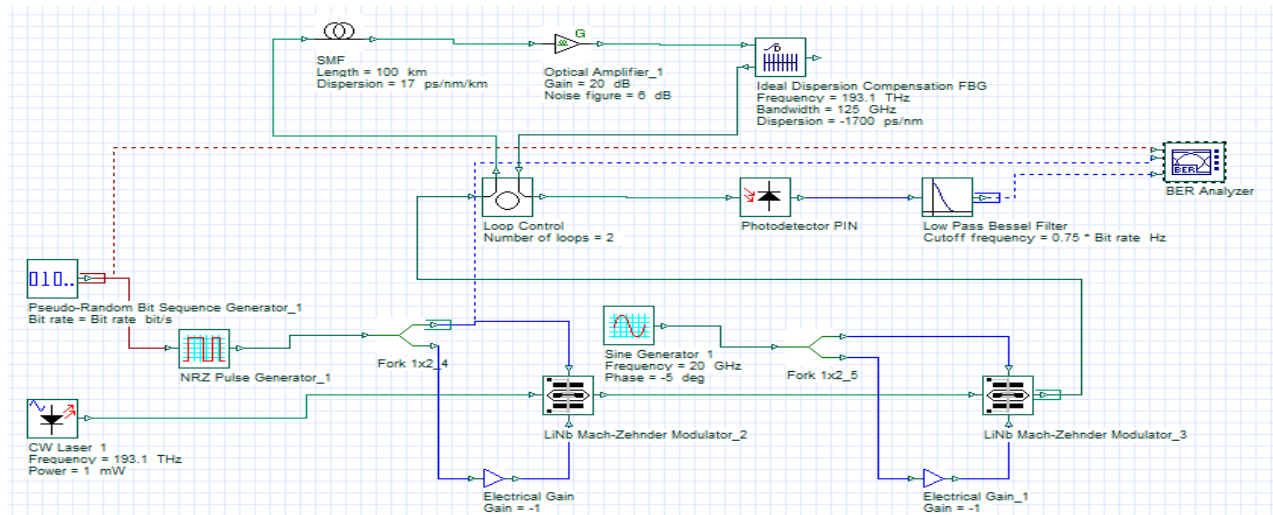 G
SMF
Length = 100 km
Dispersion = 17 ps/nm/km
Optical Amplifier_1
Gain = 20 dB
Noise figure = 6 dB
D
Ideal Dispersion Compensation FBG
Frequency = 193.1 THz
Bandwidth = 125 GHz
Dispersion = -1700 ps/nm
BER
BER Analyzer
Loop Control
Number of loops = 2
Photodetector PIN
Low Pass Bessel Filter
Cutoff frequency = 0.75 * Bit rate Hz
010..
Pseudo-Random Bit Sequence Generator_1
Bit rate = Bit rate bit/s
NRZ Pulse Generator_1
Fork 1x2_4
Sine Generator_1
Frequency = 20 GHz
Phase = -5 deg
Fork 1x2_5
LiNb Mach-Zehnder Modulator_2
LiNb Mach-Zehnder Modulator_3
CW Laser 1
Frequency = 193.1 THz
Power = 1 mW
Electrical Gain
Gain = -1
Electrical Gain_1
Gain = -1